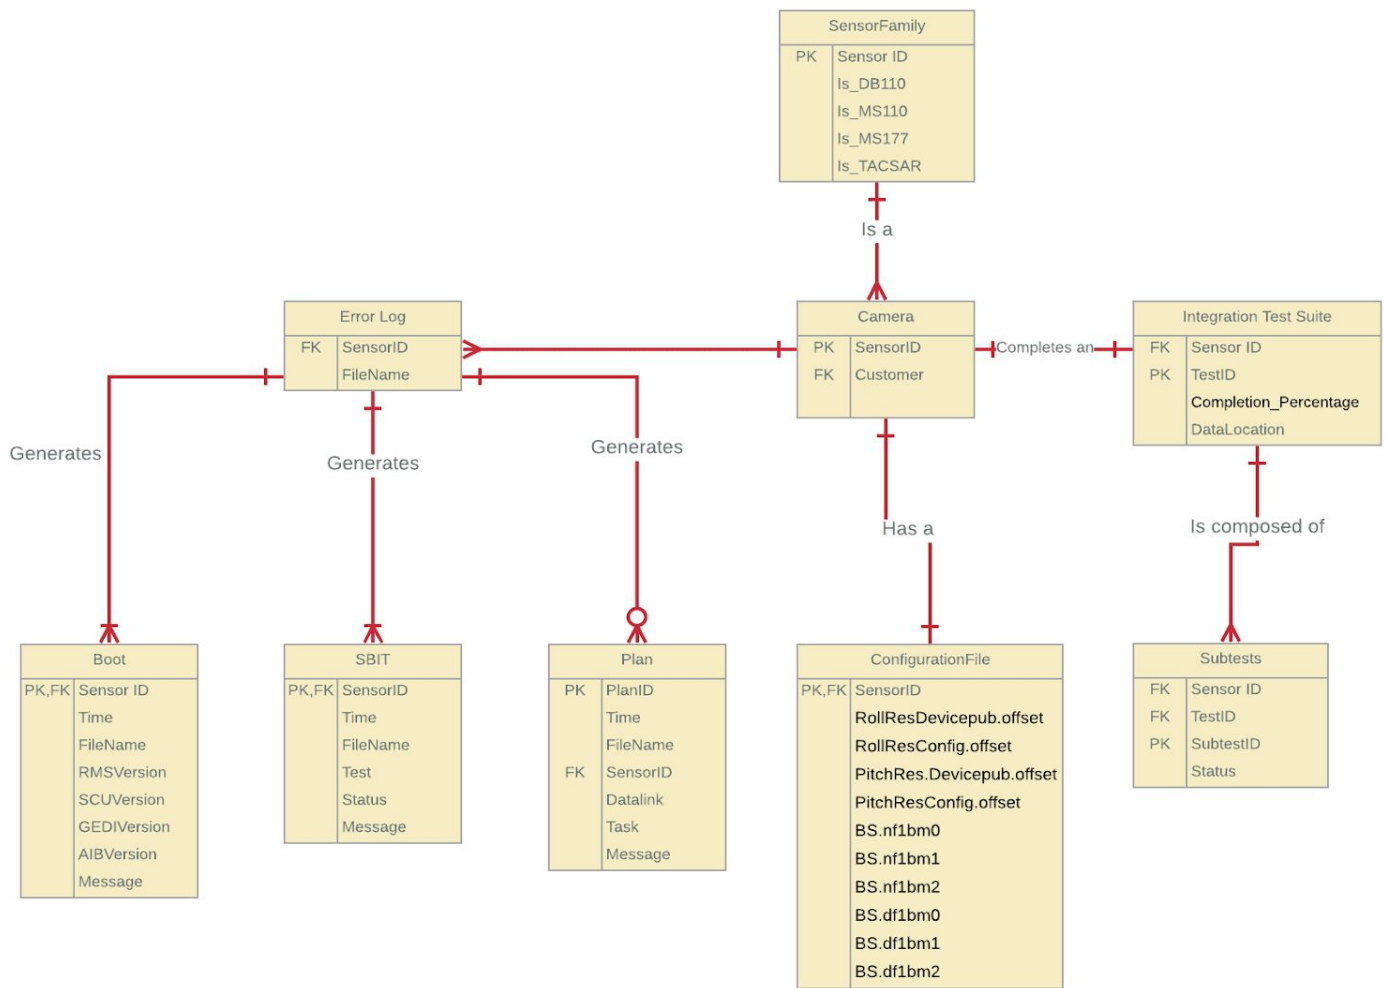 SensorFamily
PK Sensor ID
Is_DB110
Is_MS110
Is_MS177
Is_TACSAR
Is a
Error Log
FK SensorID
FileName
Camera
PK SensorID
FK Customer
Completes an
Integration Test Suite
FK Sensor ID
PK TestID
Completion_Percentage
DataLocation
Generates
Generates
Generates
Has a
Is composed of
Boot
PK,FK Sensor ID
Time
FileName
RMSVersion
SCUVersion
GEDIVersion
AIBVersion
Message
SBIT
PK,FK SensorID
Time
FileName
Test
Status
Message
Plan
PK PlanID
Time
FileName
FK SensorID
Datalink
Task
Message
ConfigurationFile
PK,FK SensorID
RollResDevicepub.offset
RollResConfig.offset
PitchRes.Devicepub.offset
PitchResConfig.offset
BS.nf1bm0
BS.nf1bm1
BS.nf1bm2
BS.df1bm0
BS.df1bm1
BS.df1bm2
Subtests
FK Sensor ID
FK TestID
PK SubtestID
Status